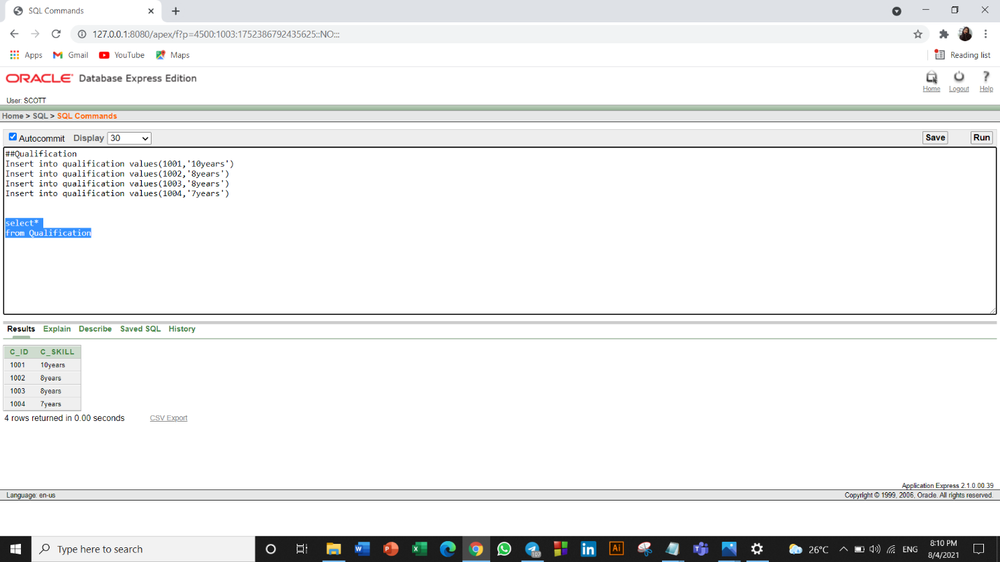 SQL Commands
127.0.0.1:8080/apex/f?p=4500:1003:1752386792435625::NO:::
Apps Gmail YouTube Maps Reading list
ORACLE Database Express Edition
Home Logout Help
User: SCOTT
Home > SQL > SQL Commands
Autocommit Display 30 Save Run
##Qualification
Insert into qualification values(1001,'10years')
Insert into qualification values(1002,'8years')
Insert into qualification values(1003,'8years')
Insert into qualification values(1004,'7years')
select*
from Qualification
Results Explain Describe Saved SQL History
C_ID C_SKILL
1001 10years
1002 8years
1003 8years
1004 7years
4 rows returned in 0.00 seconds CSV Export
Application Express 2.1.0.00.39
Language: en-us Copyright © 1999, 2006, Oracle. All rights reserved.
Type here to search
107
26°C ENG
8:10 PM
8/4/2021